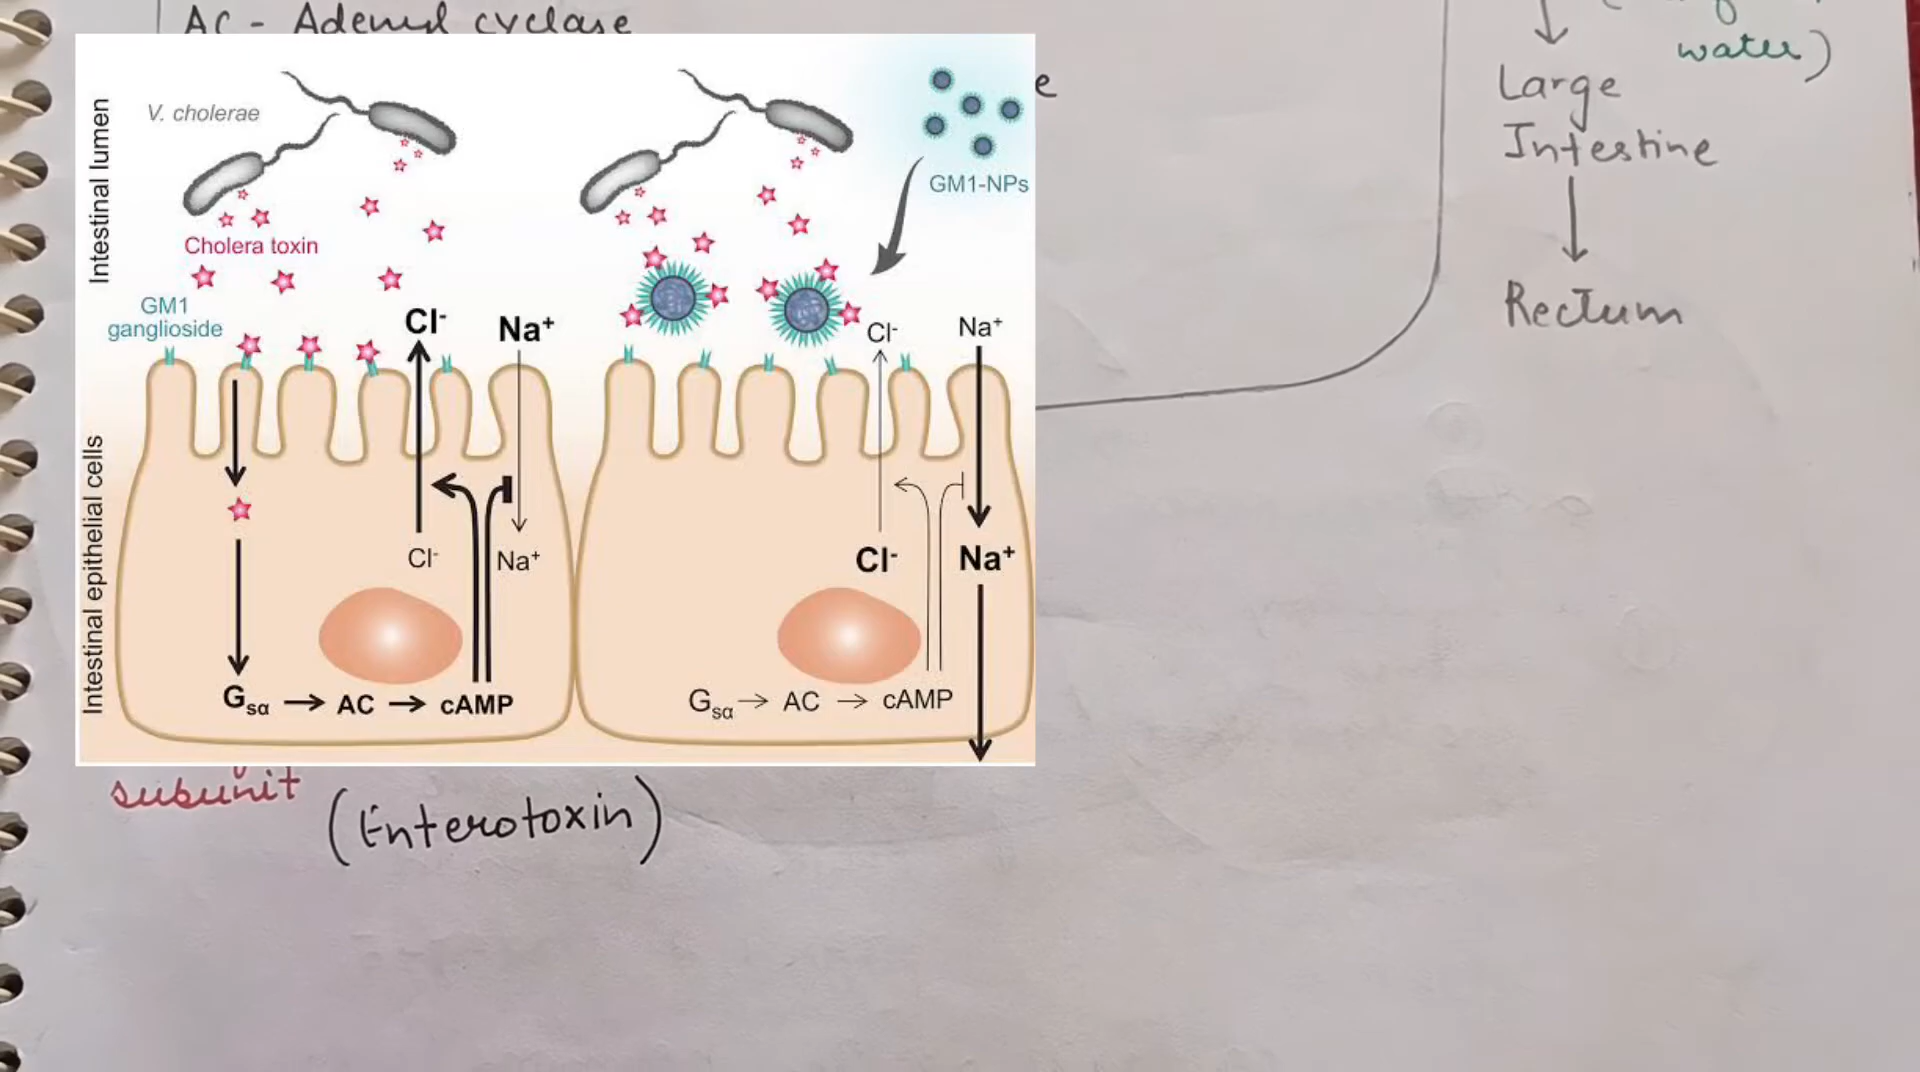 AC - Adenyl cyclase
V. cholerae
Intestinal lumen
Cholera toxin
GM1
ganglioside
Cl-
Na+
Cl-
Na+
Intestinal epithelial cells
Gsα → AC → cAMP
GM1-NPs
Cl-
Na+
Cl-
Na+
Gsα → AC → cAMP
e
subunit
(Enterotoxin)
water)
Large
Intestine
Rectum